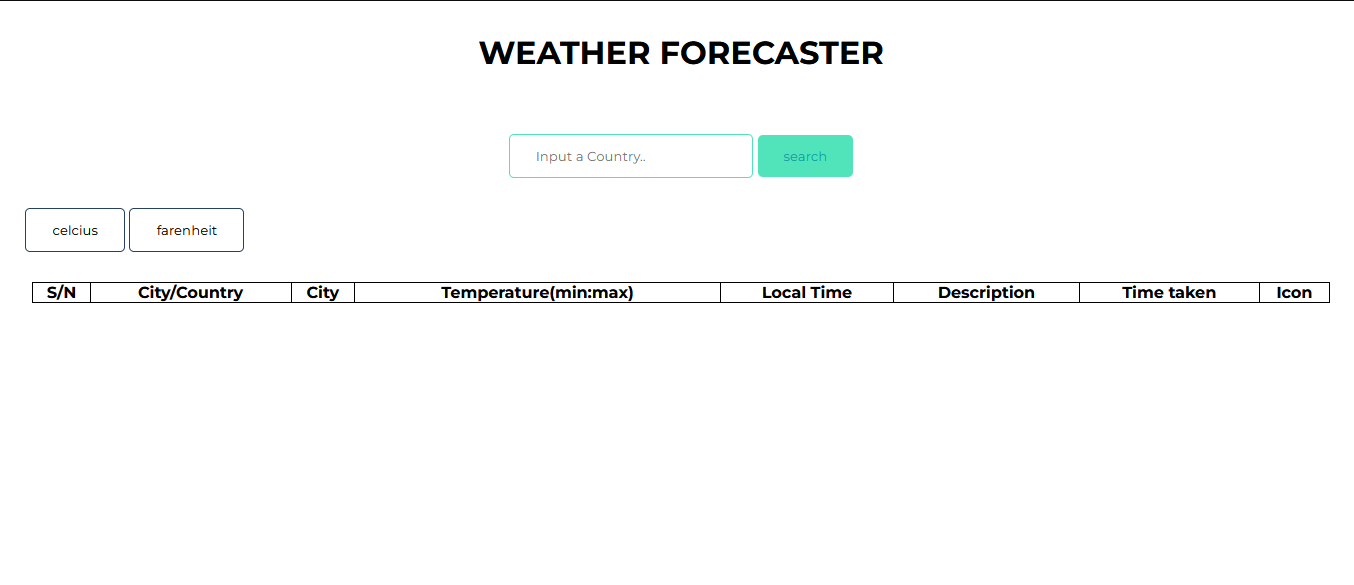 WEATHER FORECASTER
Input a Country.. search
celcius farenheit
S/N City/Country City Temperature(min:max) Local Time Description Time taken Icon